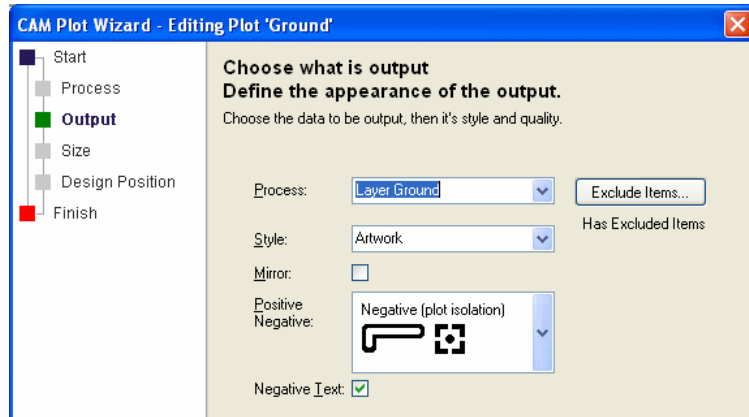 CAM Plot Wizard - Editing Plot 'Ground'
Start
Process
Output
Size
Design Position
Finish
Choose what is output
Define the appearance of the output.
Choose the data to be output, then it's style and quality.
Process: Layer Ground Exclude Items...
Has Excluded Items
Style: Artwork
Mirror:
Positive Negative: Negative (plot isolation)
Negative Text: